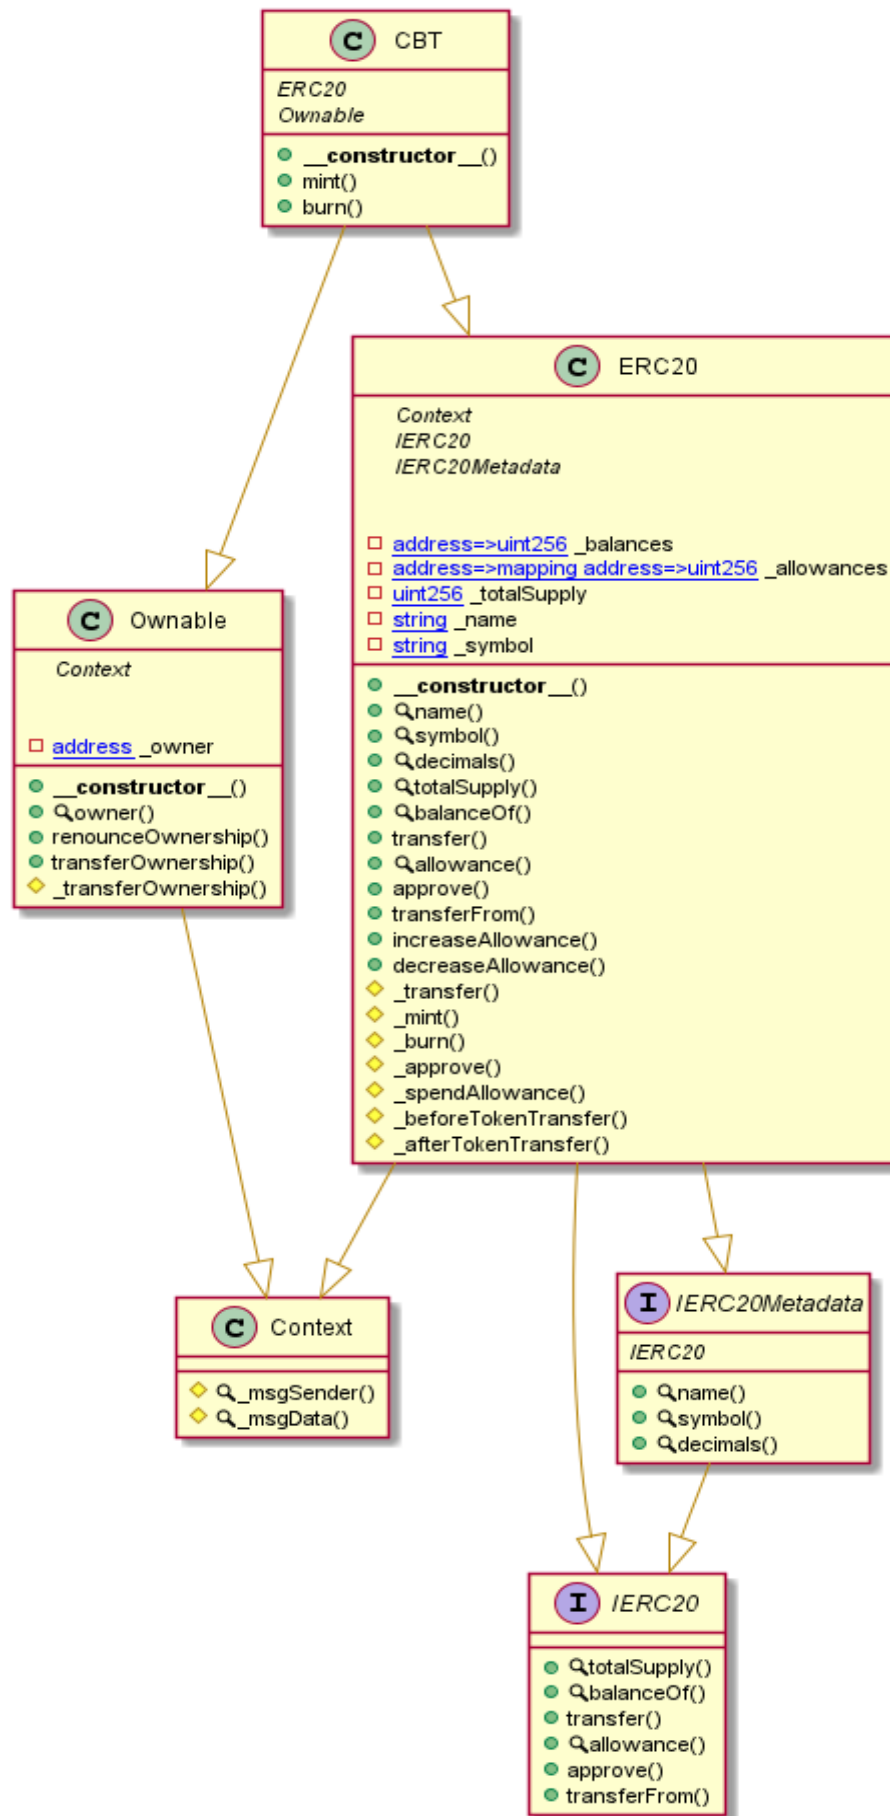 C CBT
ERC20
Ownable
__constructor__()
mint()
burn()
C ERC20
Context
IERC20
IERC20Metadata
address=>uint256 _balances
address=>mapping address=>uint256 _allowances
uint256 _totalSupply
string _name
string _symbol
__constructor__()
name()
symbol()
decimals()
totalSupply()
balanceOf()
transfer()
allowance()
approve()
transferFrom()
increaseAllowance()
decreaseAllowance()
_transfer()
_mint()
_burn()
_approve()
_spendAllowance()
_beforeTokenTransfer()
_afterTokenTransfer()
C Ownable
Context
address _owner
__constructor__()
owner()
renounceOwnership()
transferOwnership()
_transferOwnership()
C Context
_msgSender()
_msgData()
I IERC20Metadata
IERC20
name()
symbol()
decimals()
I IERC20
totalSupply()
balanceOf()
transfer()
allowance()
approve()
transferFrom()